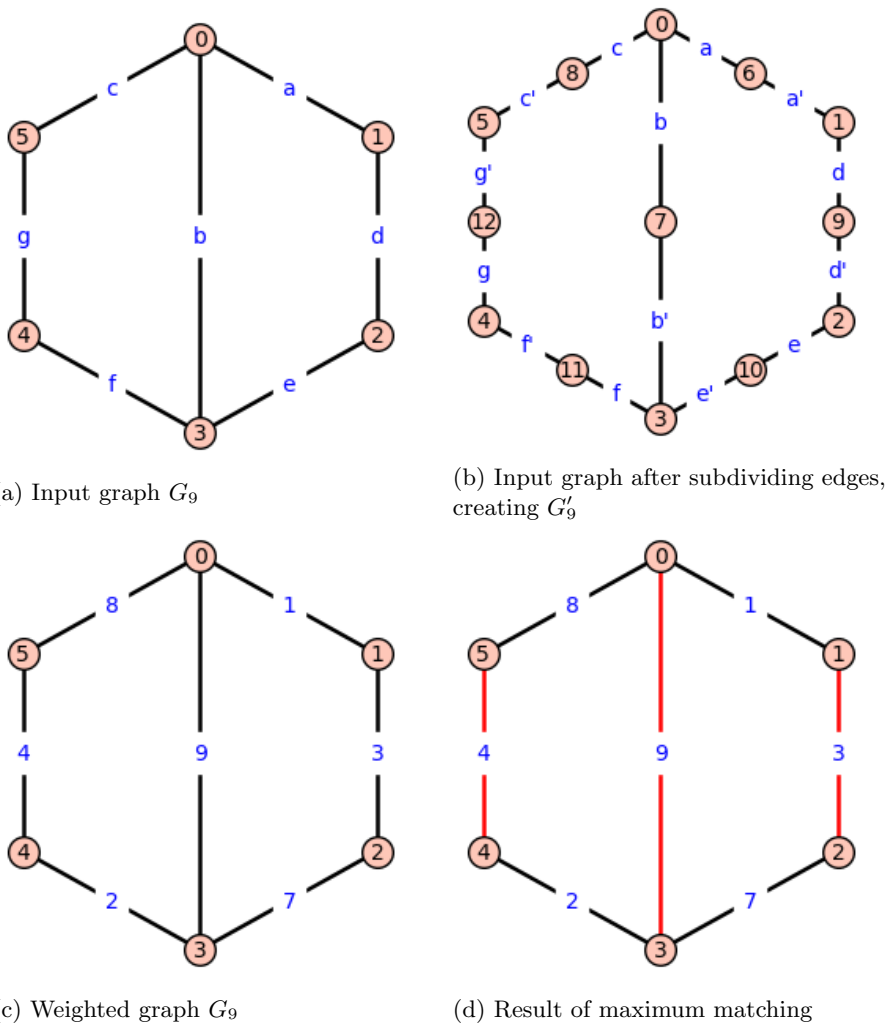 0
c
a
5
1
g
b
d
4
2
f
e
3
a) Input graph G₉
0
c
a
8
6
c'
a'
5
b
1
g'
d
12
7
9
g
d'
4
b'
2
f'
e
11
10
f
e'
3
(b) Input graph after subdividing edges,
creating G₉′
0
8
1
5
1
4
9
3
4
2
2
7
3
c) Weighted graph G₉
0
8
1
5
1
4
9
3
4
2
2
7
3
(d) Result of maximum matching